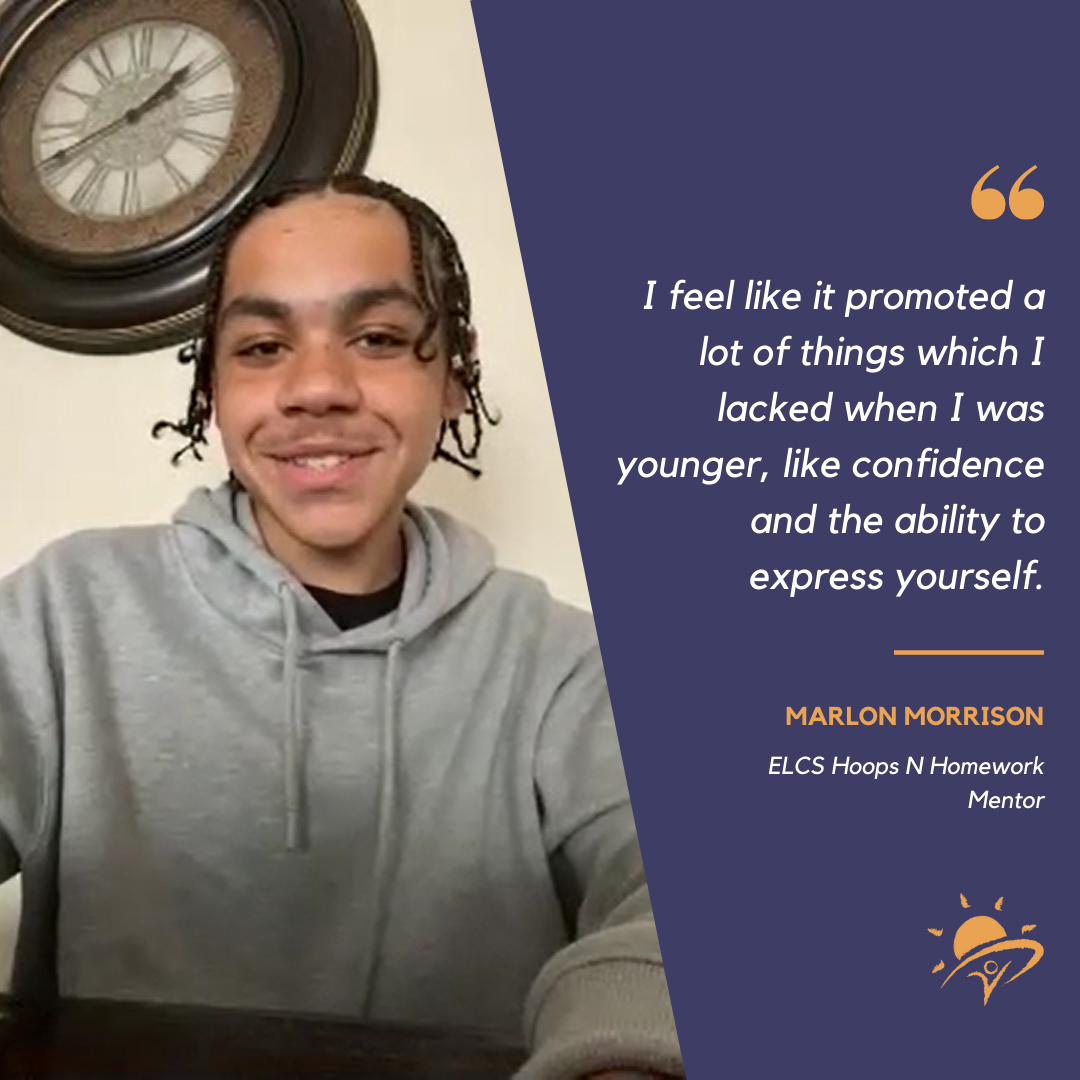 “
I feel like it promoted a
lot of things which I
lacked when I was
younger, like confidence
and the ability to
express yourself.
MARLON MORRISON
ELCS Hoops N Homework
Mentor